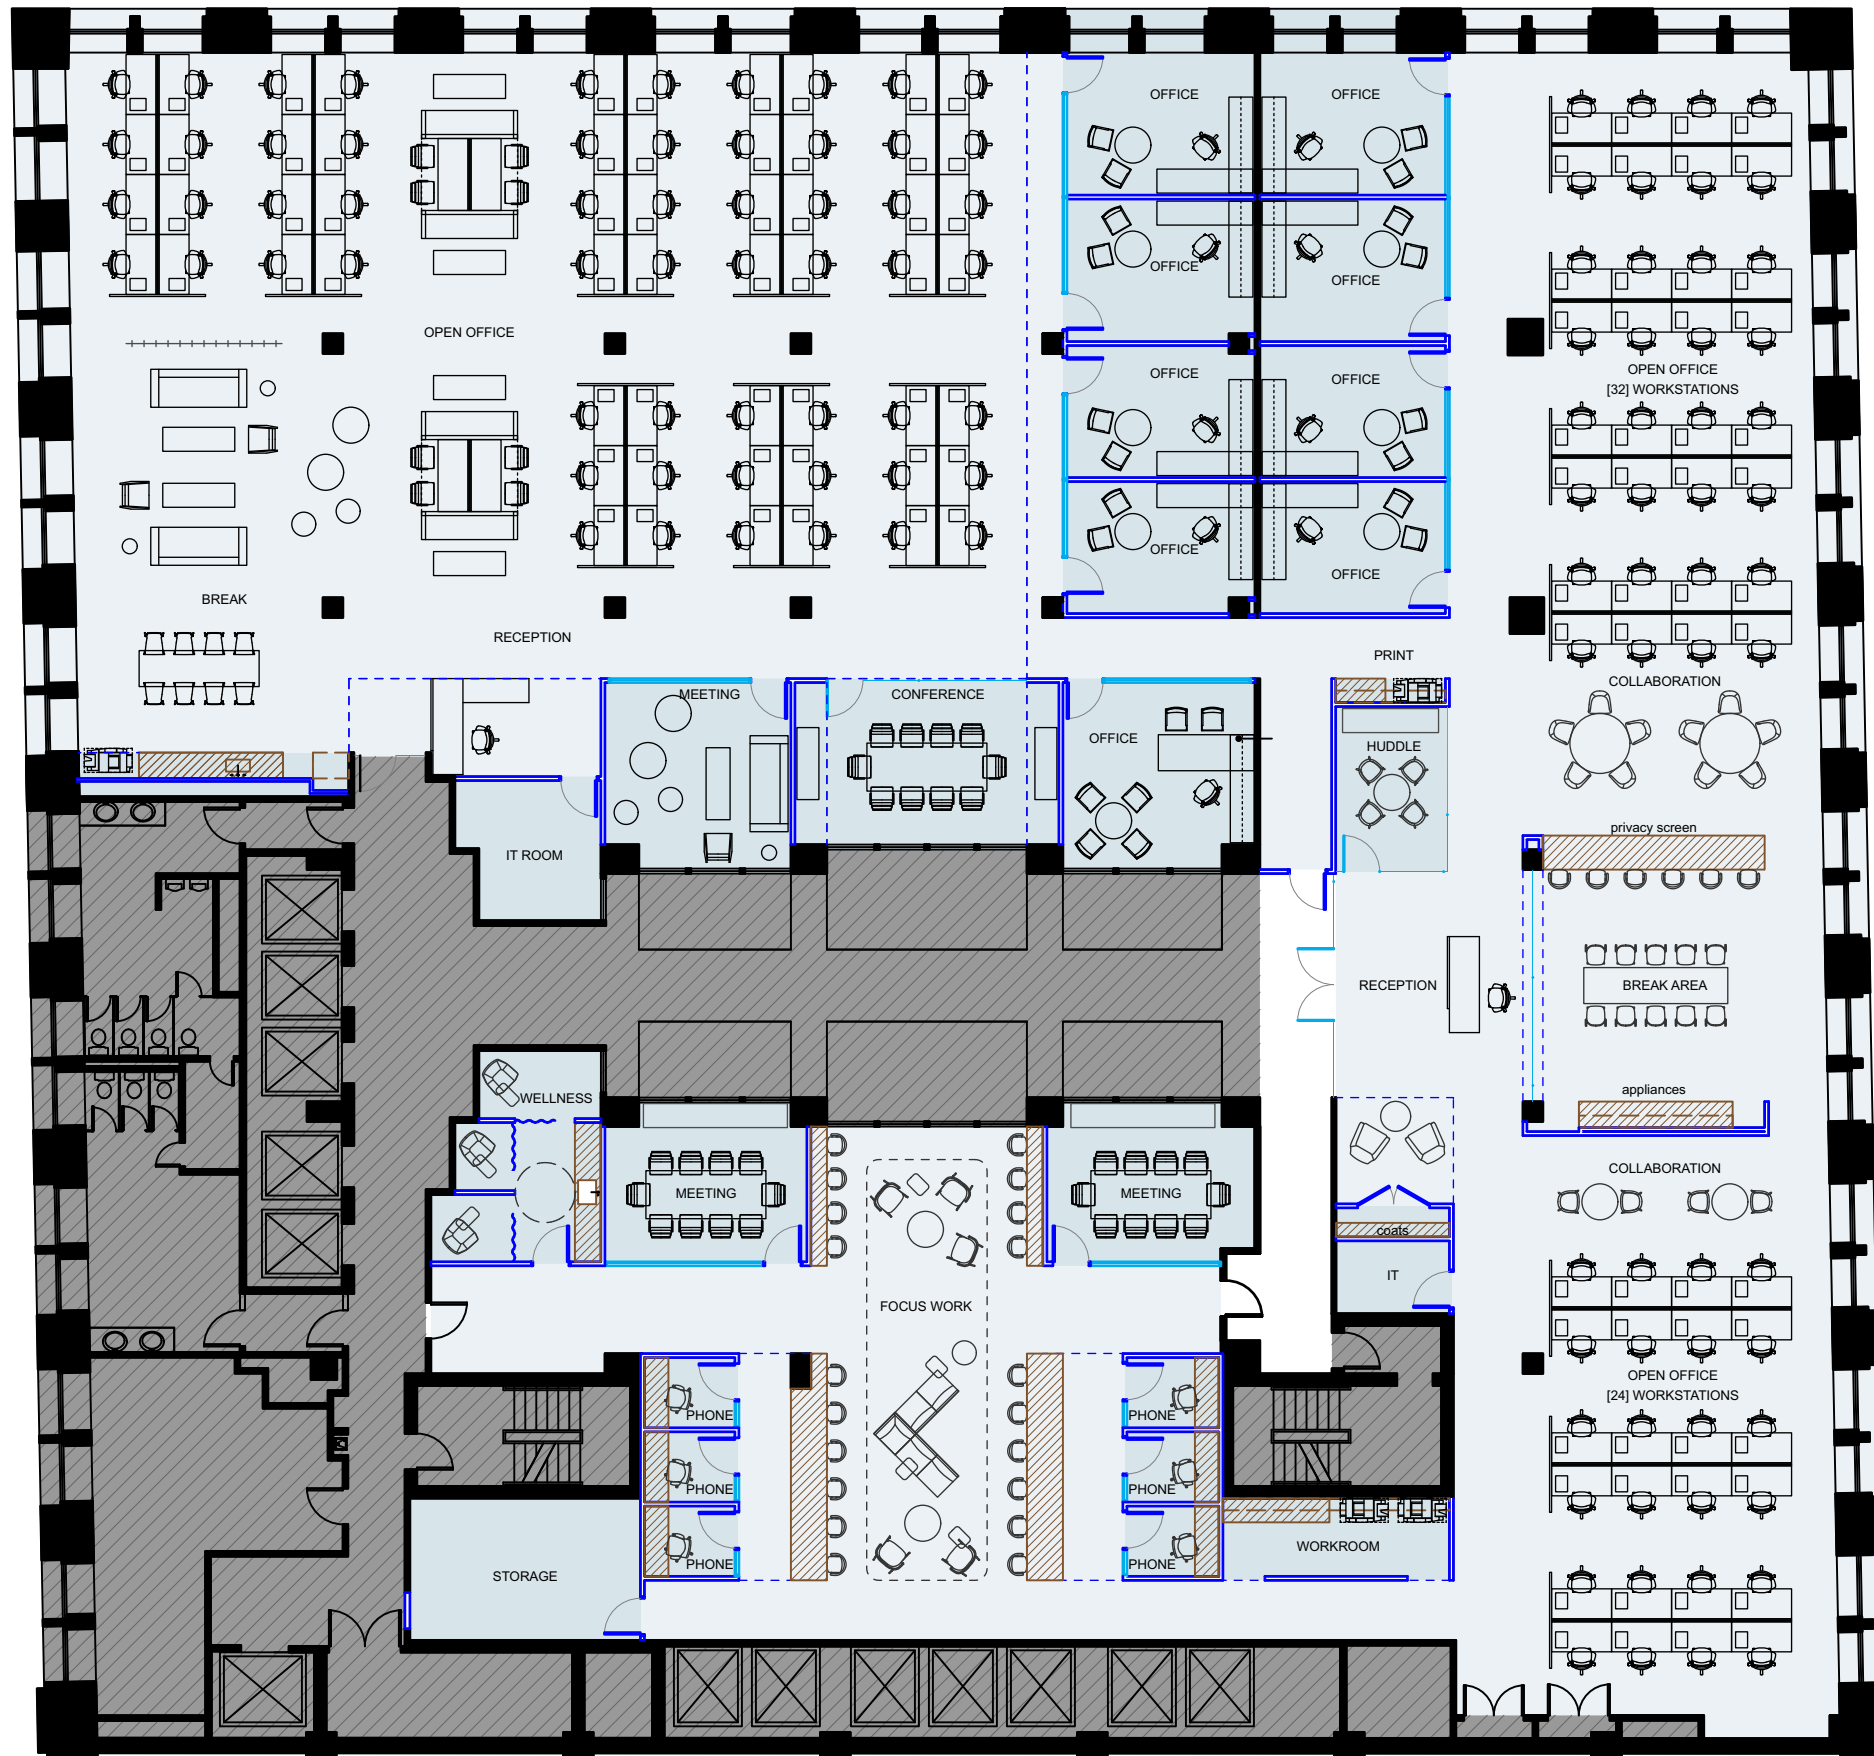 OFFICE
OFFICE
OFFICE
OFFICE
OPEN OFFICE
OPEN OFFICE
[32] WORKSTATIONS
OFFICE
OFFICE
OFFICE
OFFICE
BREAK
RECEPTION
PRINT
COLLABORATION
MEETING
CONFERENCE
OFFICE
HUDDLE
privacy screen
IT ROOM
RECEPTION
BREAK AREA
appliances
WELLNESS
COLLABORATION
MEETING
MEETING
coats
IT
FOCUS WORK
OPEN OFFICE
[24] WORKSTATIONS
PHONE
PHONE
PHONE
PHONE
WORKROOM
PHONE
PHONE
STORAGE